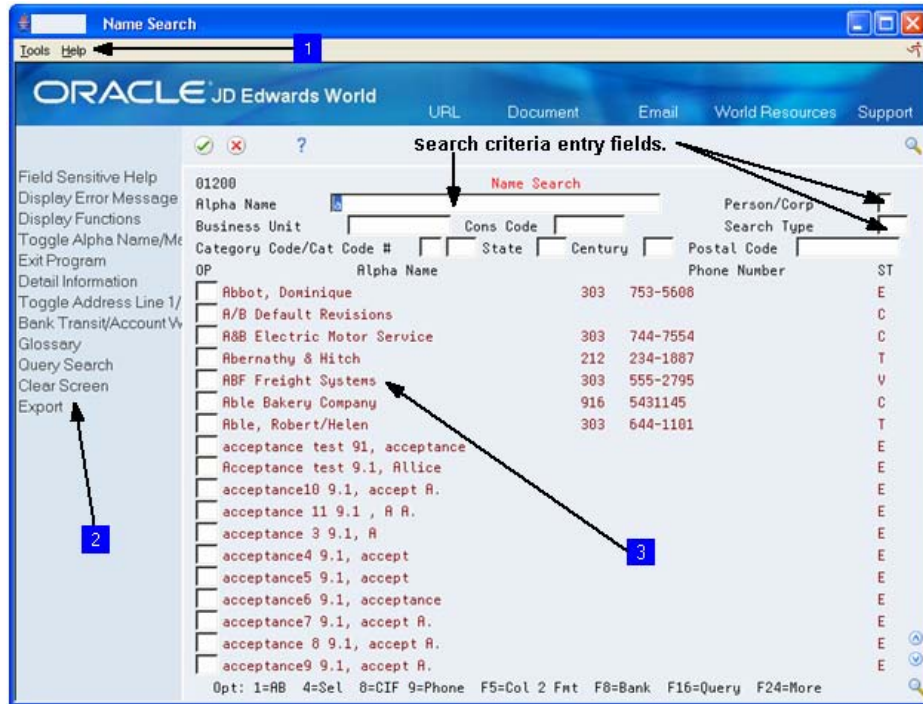 Name Search
Tools Help
1
ORACLE JD Edwards World
URL Document Email World Resources Support
?
Search criteria entry fields.
Field Sensitive Help
Display Error Message
Display Functions
Toggle Alpha Name/Ma
Exit Program
Detail Information
Toggle Address Line 1/
Bank Transit/Account W
Glossary
Query Search
Clear Screen
Export
2
01200 Name Search
Alpha Name a Person/Corp
Business Unit Cons Code Search Type
Category Code/Cat Code # State Century Postal Code
OP Alpha Name Phone Number ST
Abbot, Dominique 303 753-5608 E
A/B Default Revisions C
A&B Electric Motor Service 303 744-7554 C
Abernathy & Hitch 212 234-1887 T
ABF Freight Systems 303 555-2795 V
Able Bakery Company 916 5431145 C
Able, Robert/Helen 303 644-1101 T
acceptance test 91, acceptance E
Acceptance test 9.1, Allice E
acceptance10 9.1, accept A. E
acceptance 11 9.1 , A A. E
acceptance 3 9.1, A E
3
acceptance4 9.1, accept E
acceptance5 9.1, accept E
acceptance6 9.1, acceptance E
acceptance7 9.1, accept A. E
acceptance 8 9.1, accept A. E
acceptance9 9.1, accept A. E
Opt: 1=AB 4=Sel 8=CIF 9=Phone F5=Col 2 Fmt F8=Bank F16=Query F24=More